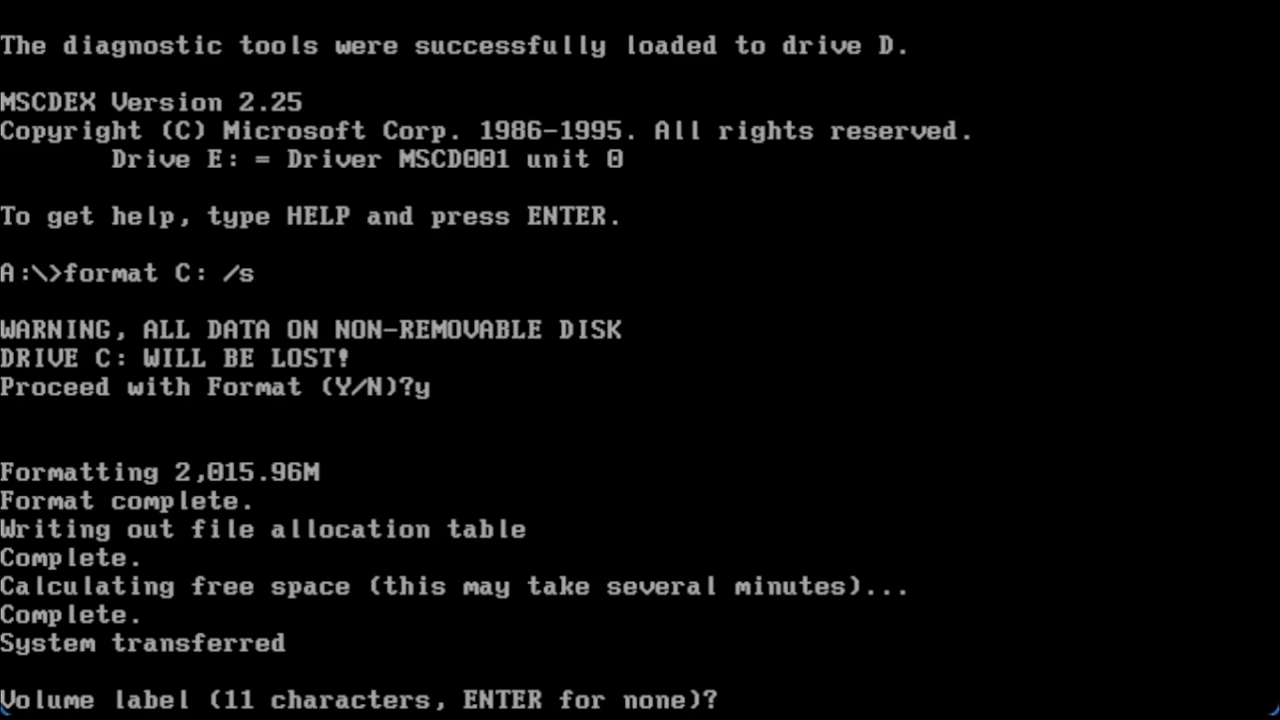 The diagnostic tools were successfully loaded to drive D.
MSCDEX Version 2.25
Copyright (C) Microsoft Corp. 1986-1995. All rights reserved.
Drive E: = Driver MSCD001 unit 0
To get help, type HELP and press ENTER.
A:\>format C: /s
WARNING, ALL DATA ON NON-REMOVABLE DISK
DRIVE C: WILL BE LOST!
Proceed with Format (Y/N)?y
Formatting 2,015.96M
Format complete.
Writing out file allocation table
Complete.
Calculating free space (this may take several minutes)...
Complete.
System transferred
Volume label (11 characters, ENTER for none)?